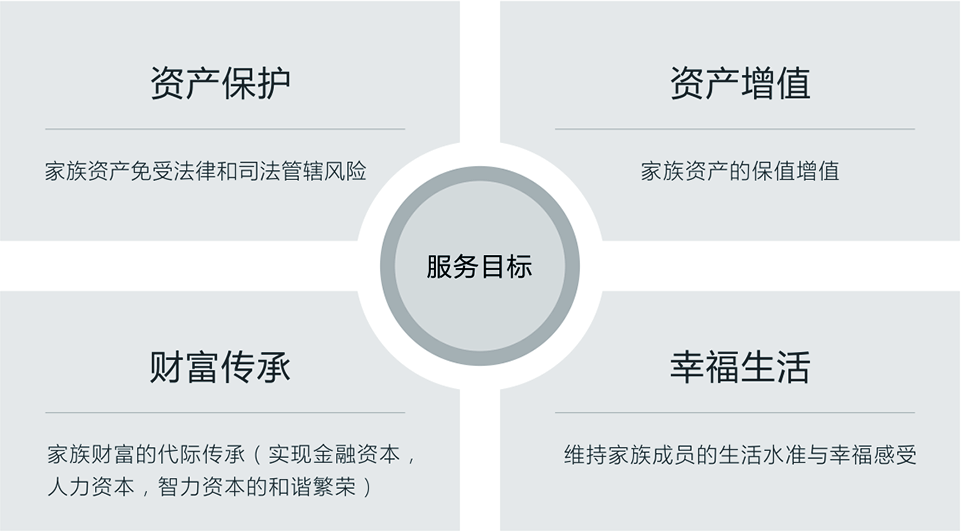 资产保护
家族资产免受法律和司法管辖风险
资产增值
家族资产的保值增值
服务目标
财富传承
家族财富的代际传承（实现金融资本，
人力资本，智力资本的和谐繁荣）
幸福生活
维持家族成员的生活水准与幸福感受